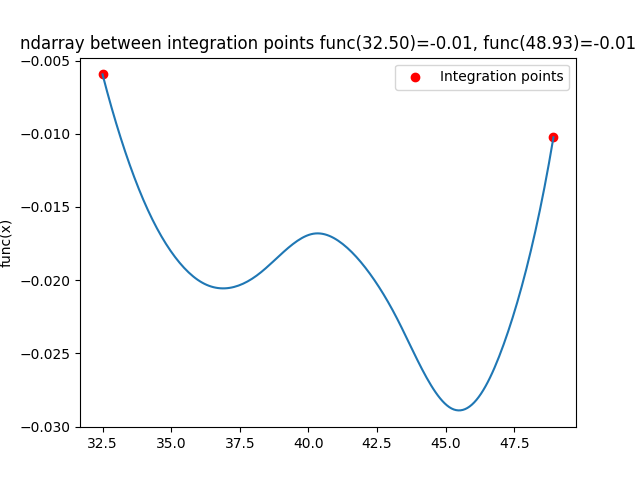 ndarray between integration points func(32.50)=-0.01, func(48.93)=-0.01
Integration points
func(x)
−0.005
−0.010
−0.015
−0.020
−0.025
−0.030
32.5 35.0 37.5 40.0 42.5 45.0 47.5